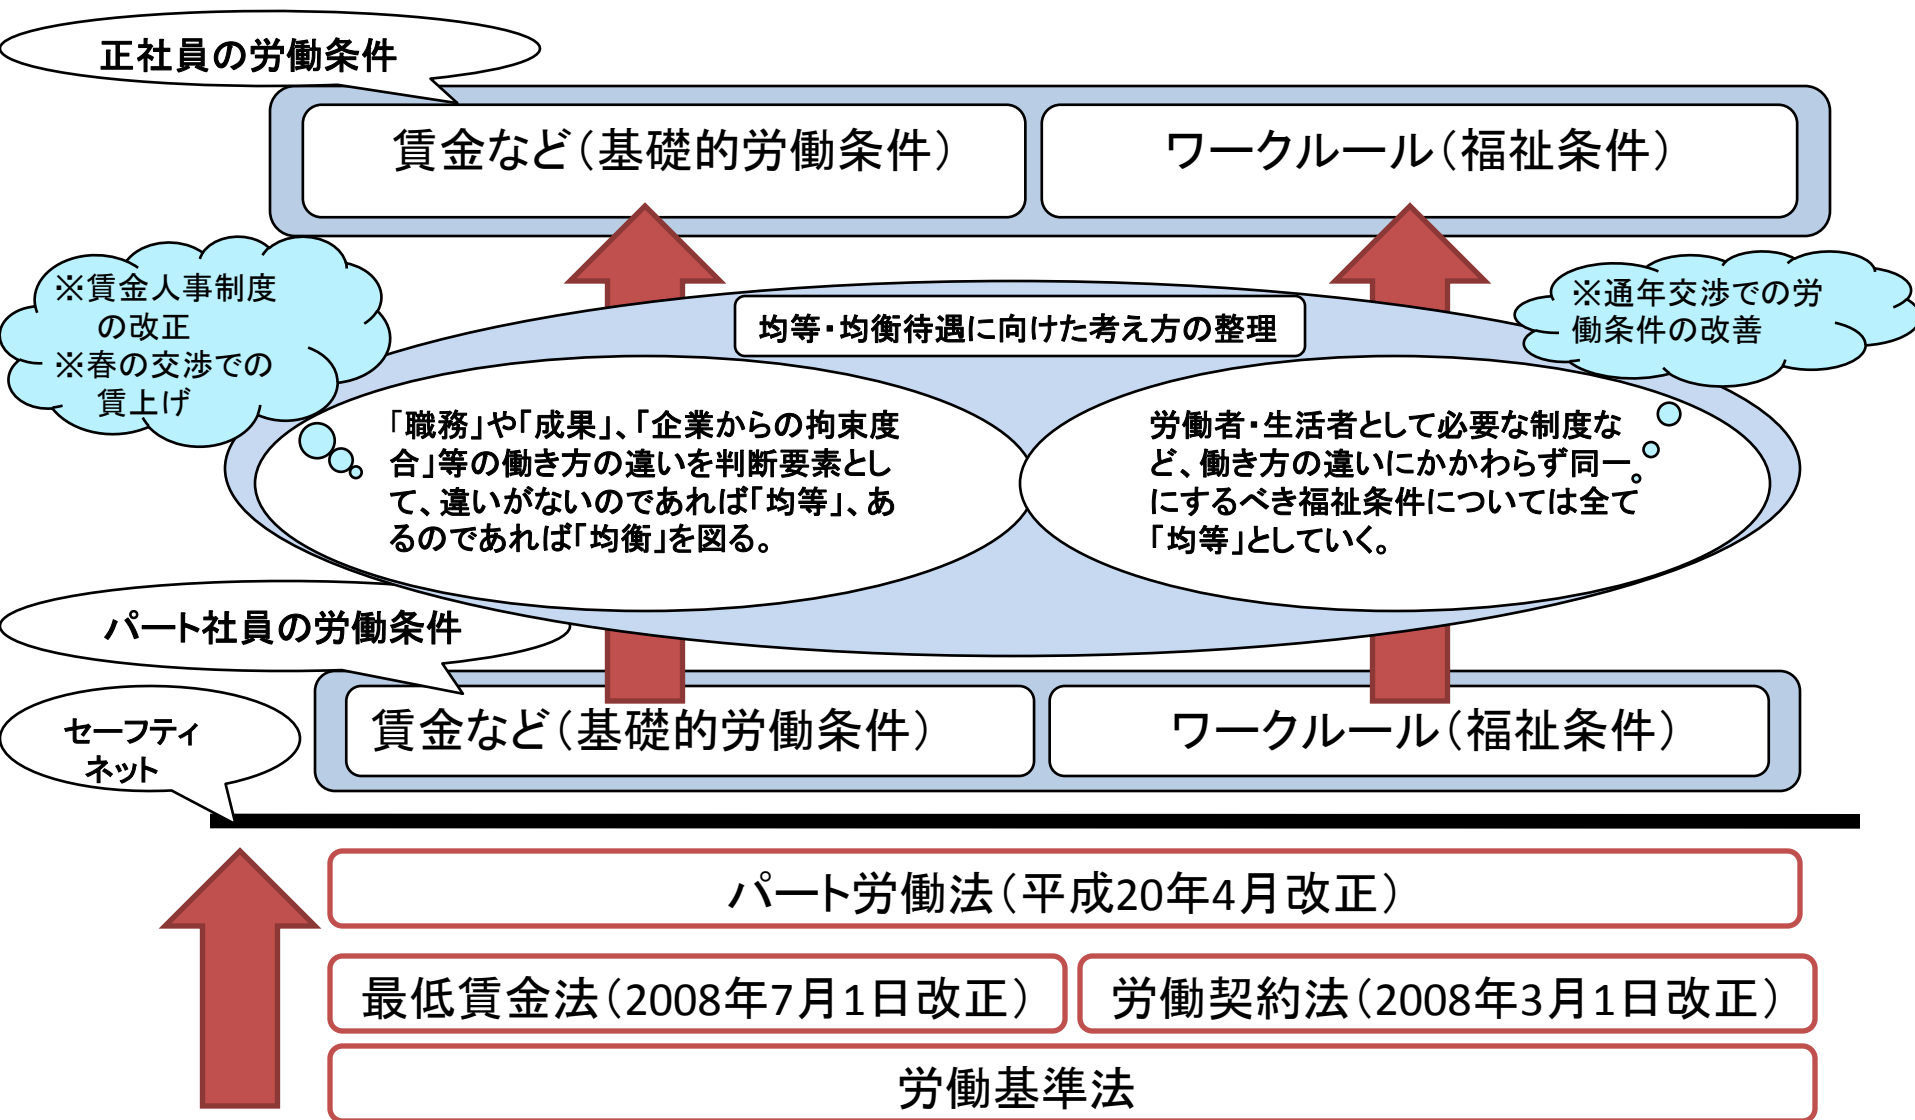 正社員の労働条件
賃金など（基礎的労働条件）
ワークルール（福祉条件）
※賃金人事制度
の改正
※春の交渉での
賃上げ
均等・均衡待遇に向けた考え方の整理
※通年交渉での労
働条件の改善
「職務」や「成果」、「企業からの拘束度
合」等の働き方の違いを判断要素とし
て、違いがないのであれば「均等」、あ
るのであれば「均衡」を図る。
労働者・生活者として必要な制度な
ど、働き方の違いにかかわらず同一
にするべき福祉条件については全て
「均等」としていく。
パート社員の労働条件
賃金など（基礎的労働条件）
ワークルール（福祉条件）
セーフティ
ネット
パート労働法（平成20年4月改正）
最低賃金法（2008年7月1日改正）
労働契約法（2008年3月1日改正）
労働基準法